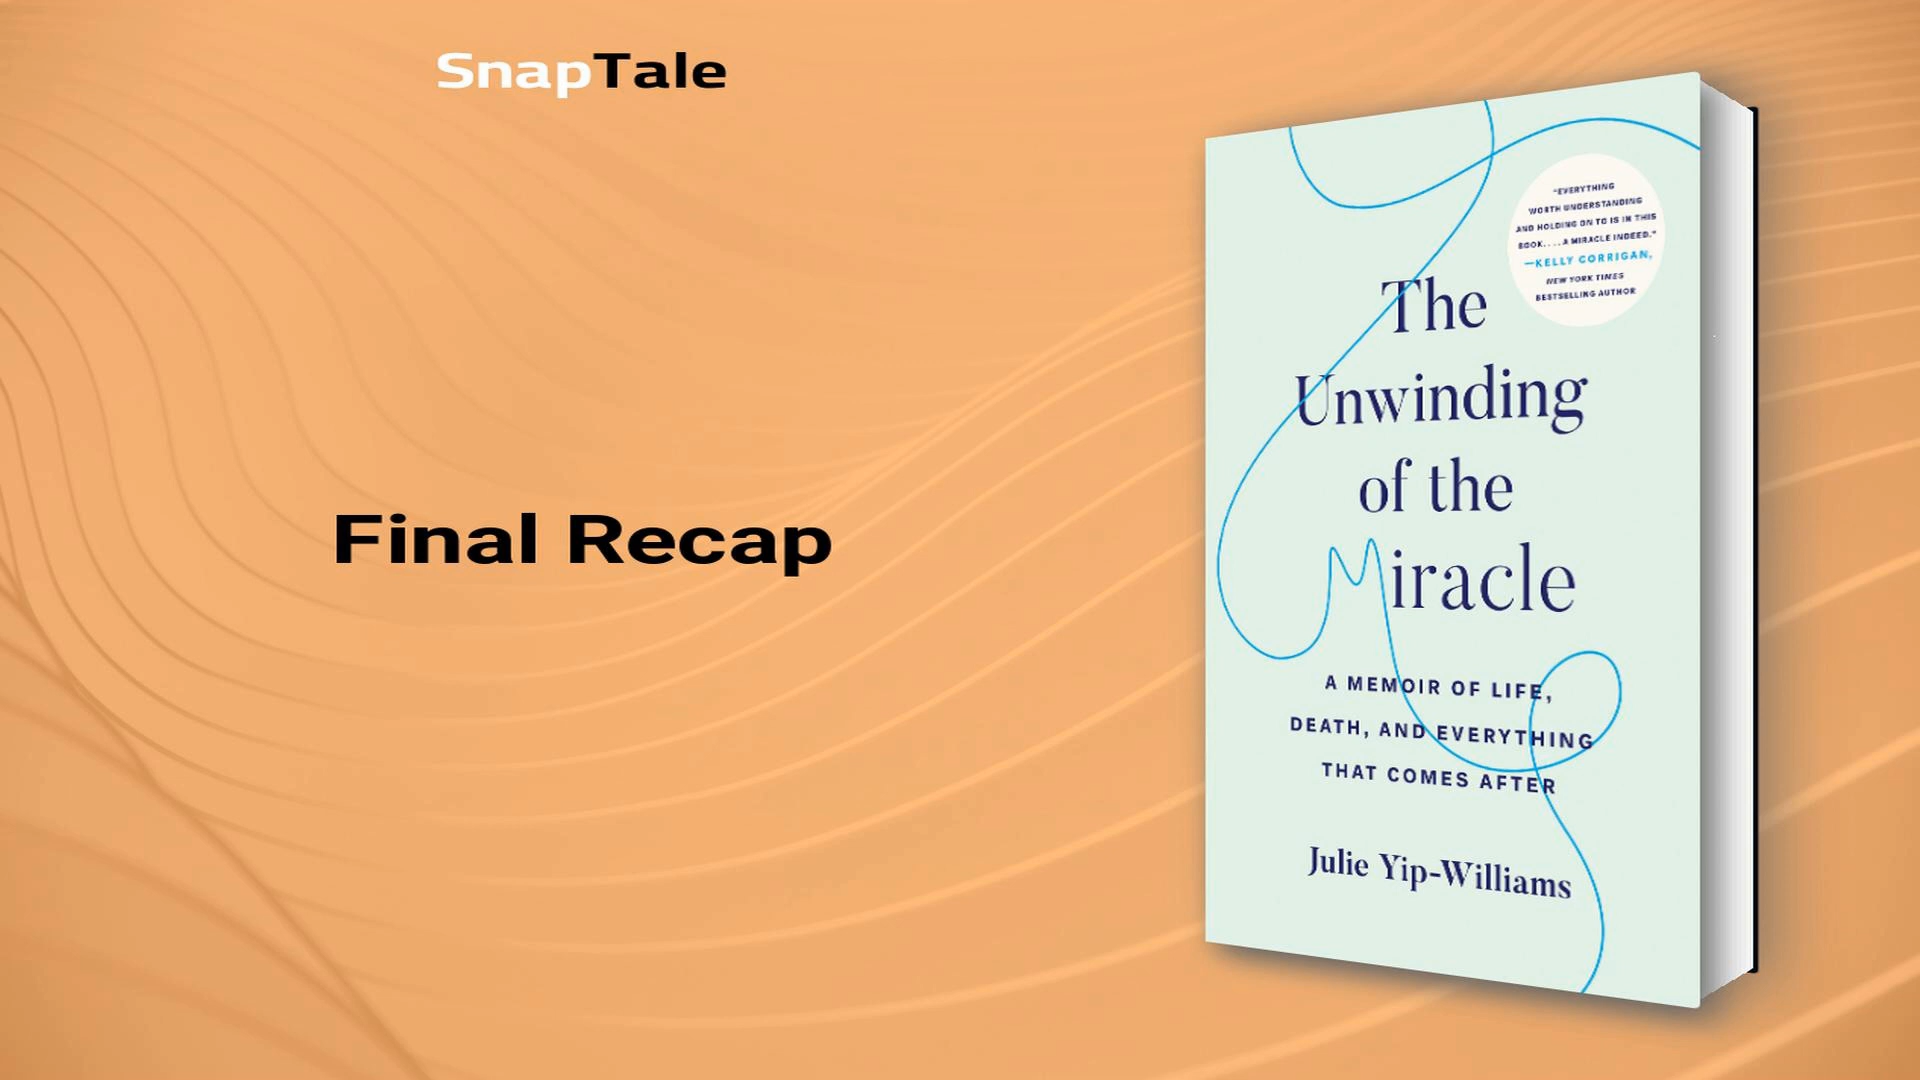 SnapTale
Final Recap
"EVERYTHING
WORTH UNDERSTANDING
AND HOLDING ON TO IS IN THIS
BOOK. . . . A MIRACLE INDEED."
—KELLY CORRIGAN,
NEW YORK TIMES
BESTSELLING AUTHOR
The
Unwinding
of the
Miracle
A MEMOIR OF LIFE,
DEATH, AND EVERYTHING
THAT COMES AFTER
Julie Yip-Williams